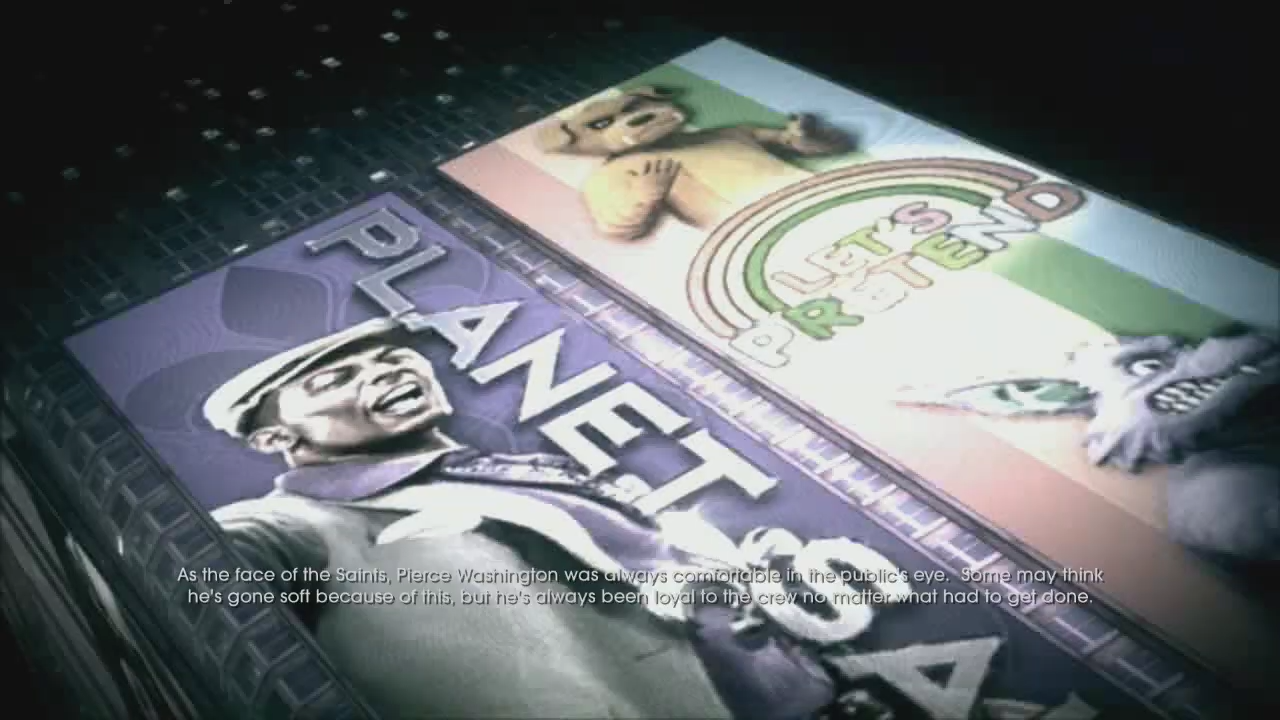 PLANET
SA
LET'S
PRETEND
As the face of the Saints, Pierce Washington was always comfortable in the public's eye.  Some may think
he's gone soft because of this, but he's always been loyal to the crew no matter what had to get done.